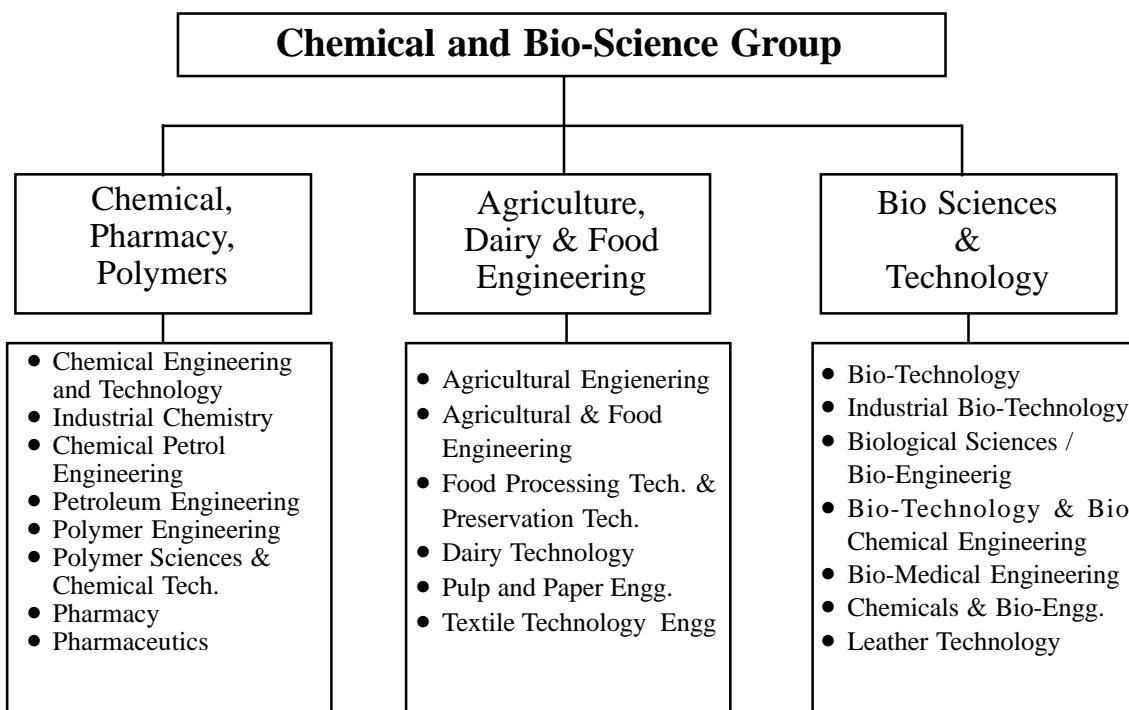 Chemical and Bio-Science Group
Chemical,
Pharmacy,
Polymers
Agriculture,
Dairy & Food
Engineering
Bio Sciences
&
Technology
• Chemical Engineering
and Technology
• Industrial Chemistry
• Chemical Petrol
Engineering
• Petroleum Engineering
• Polymer Engineering
• Polymer Sciences &
Chemical Tech.
• Pharmacy
• Pharmaceutics
• Agricultural Engienering
• Agricultural & Food
Engineering
• Food Processing Tech. &
Preservation Tech.
• Dairy Technology
• Pulp and Paper Engg.
• Textile Technology Engg
• Bio-Technology
• Industrial Bio-Technology
• Biological Sciences /
Bio-Engineerig
• Bio-Technology & Bio
Chemical Engineering
• Bio-Medical Engineering
• Chemicals & Bio-Engg.
• Leather Technology